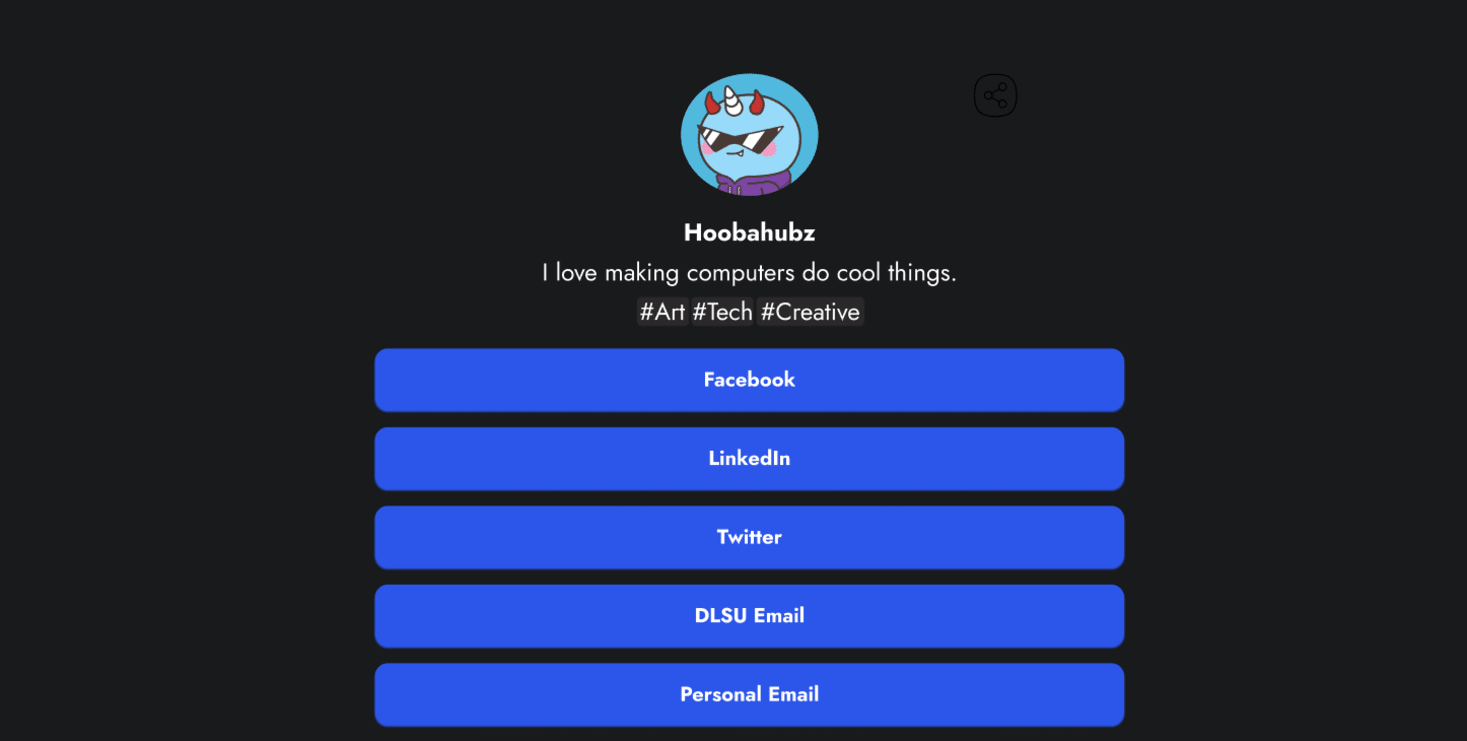 Hoobahubz
I love making computers do cool things.
#Art #Tech #Creative
Facebook
LinkedIn
Twitter
DLSU Email
Personal Email